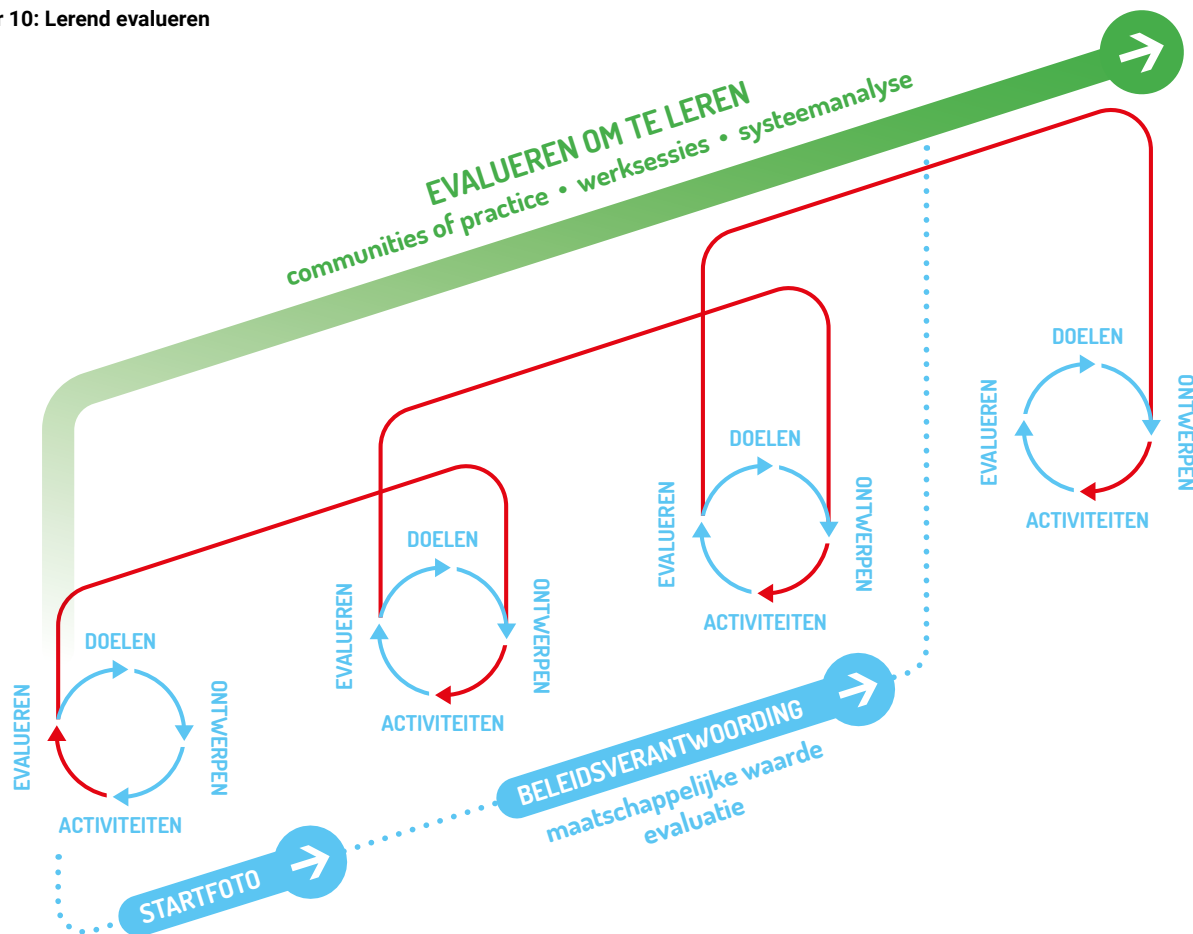 10: Lerend evalueren
EVALUEREN OM TE LEREN
communities of practice • werksessies • systeemanalyse
DOELEN
ONTWERPEN
ACTIVITEITEN
EVALUEREN
DOELEN
ONTWERPEN
ACTIVITEITEN
EVALUEREN
DOELEN
ONTWERPEN
ACTIVITEITEN
EVALUEREN
DOELEN
ONTWERPEN
ACTIVITEITEN
EVALUEREN
STARTFOTO
BELEIDSVERANTWOORDING
maatschappelijke waarde
evaluatie